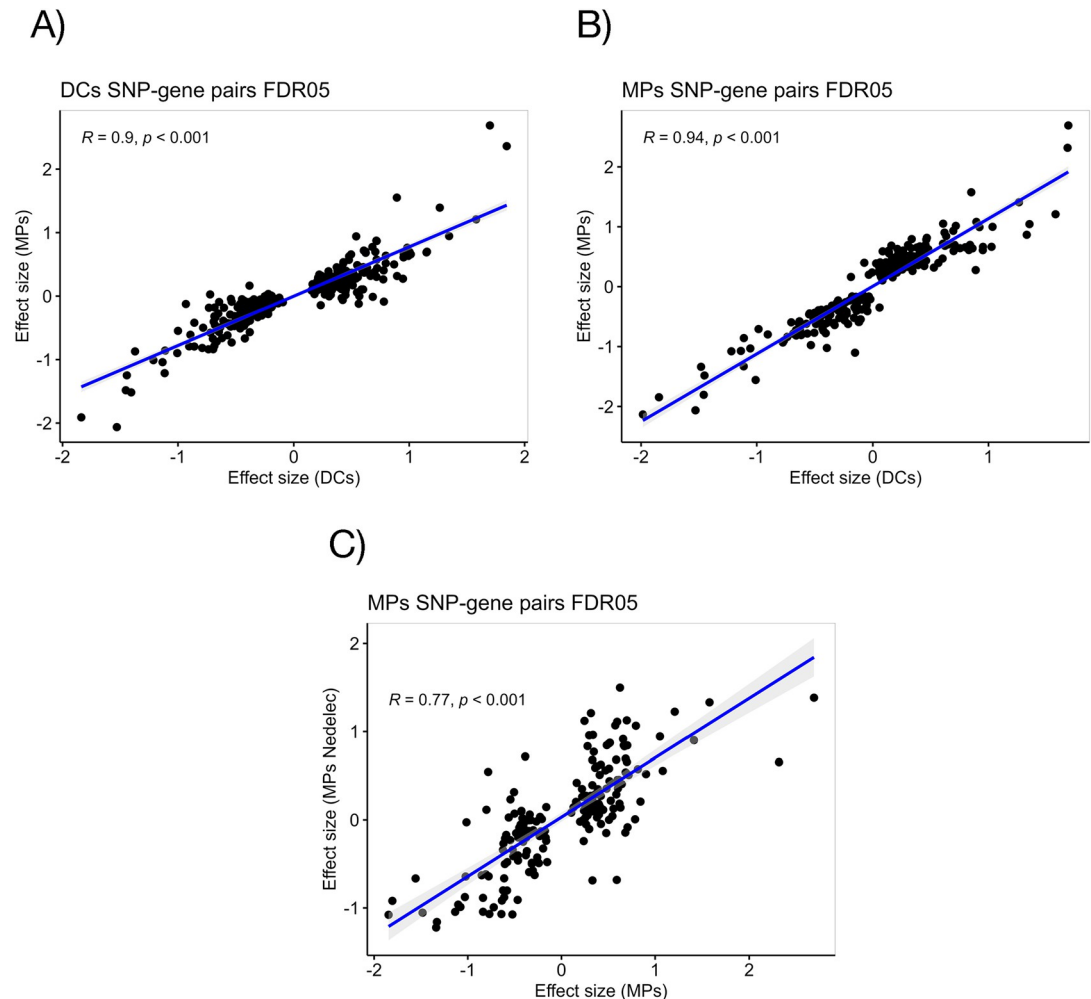 A)
DCs SNP-gene pairs FDR05
R = 0.9, p < 0.001
Effect size (MPs)
2
1
0
-1
-2
-2
-1
0
1
2
Effect size (DCs)
B)
MPs SNP-gene pairs FDR05
R = 0.94, p < 0.001
Effect size (MPs)
2
1
0
-1
-2
-2
-1
0
1
Effect size (DCs)
C)
MPs SNP-gene pairs FDR05
R = 0.77, p < 0.001
Effect size (MPs Nedelec)
2
1
0
-1
-2
-1
0
1
2
Effect size (MPs)